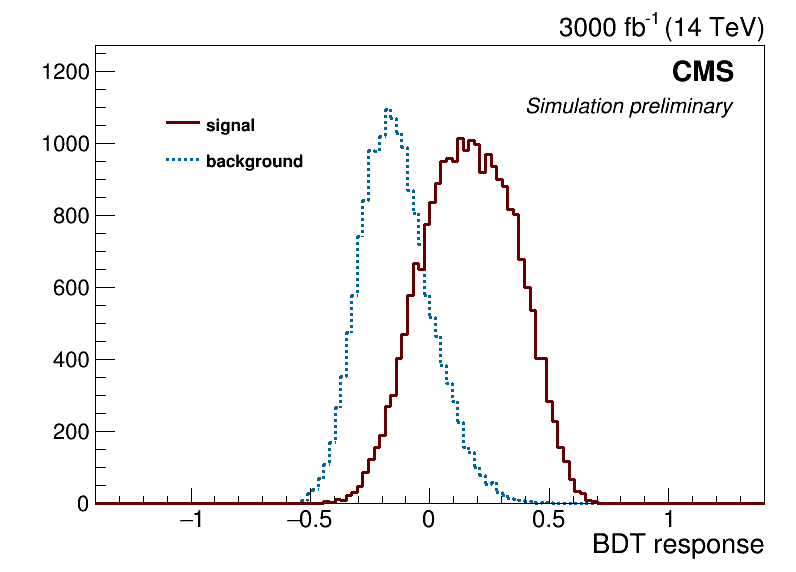 3000 fb⁻¹ (14 TeV)
CMS
Simulation preliminary
signal
background
1200
1000
800
600
400
200
0
−1 −0.5 0 0.5 1
BDT response